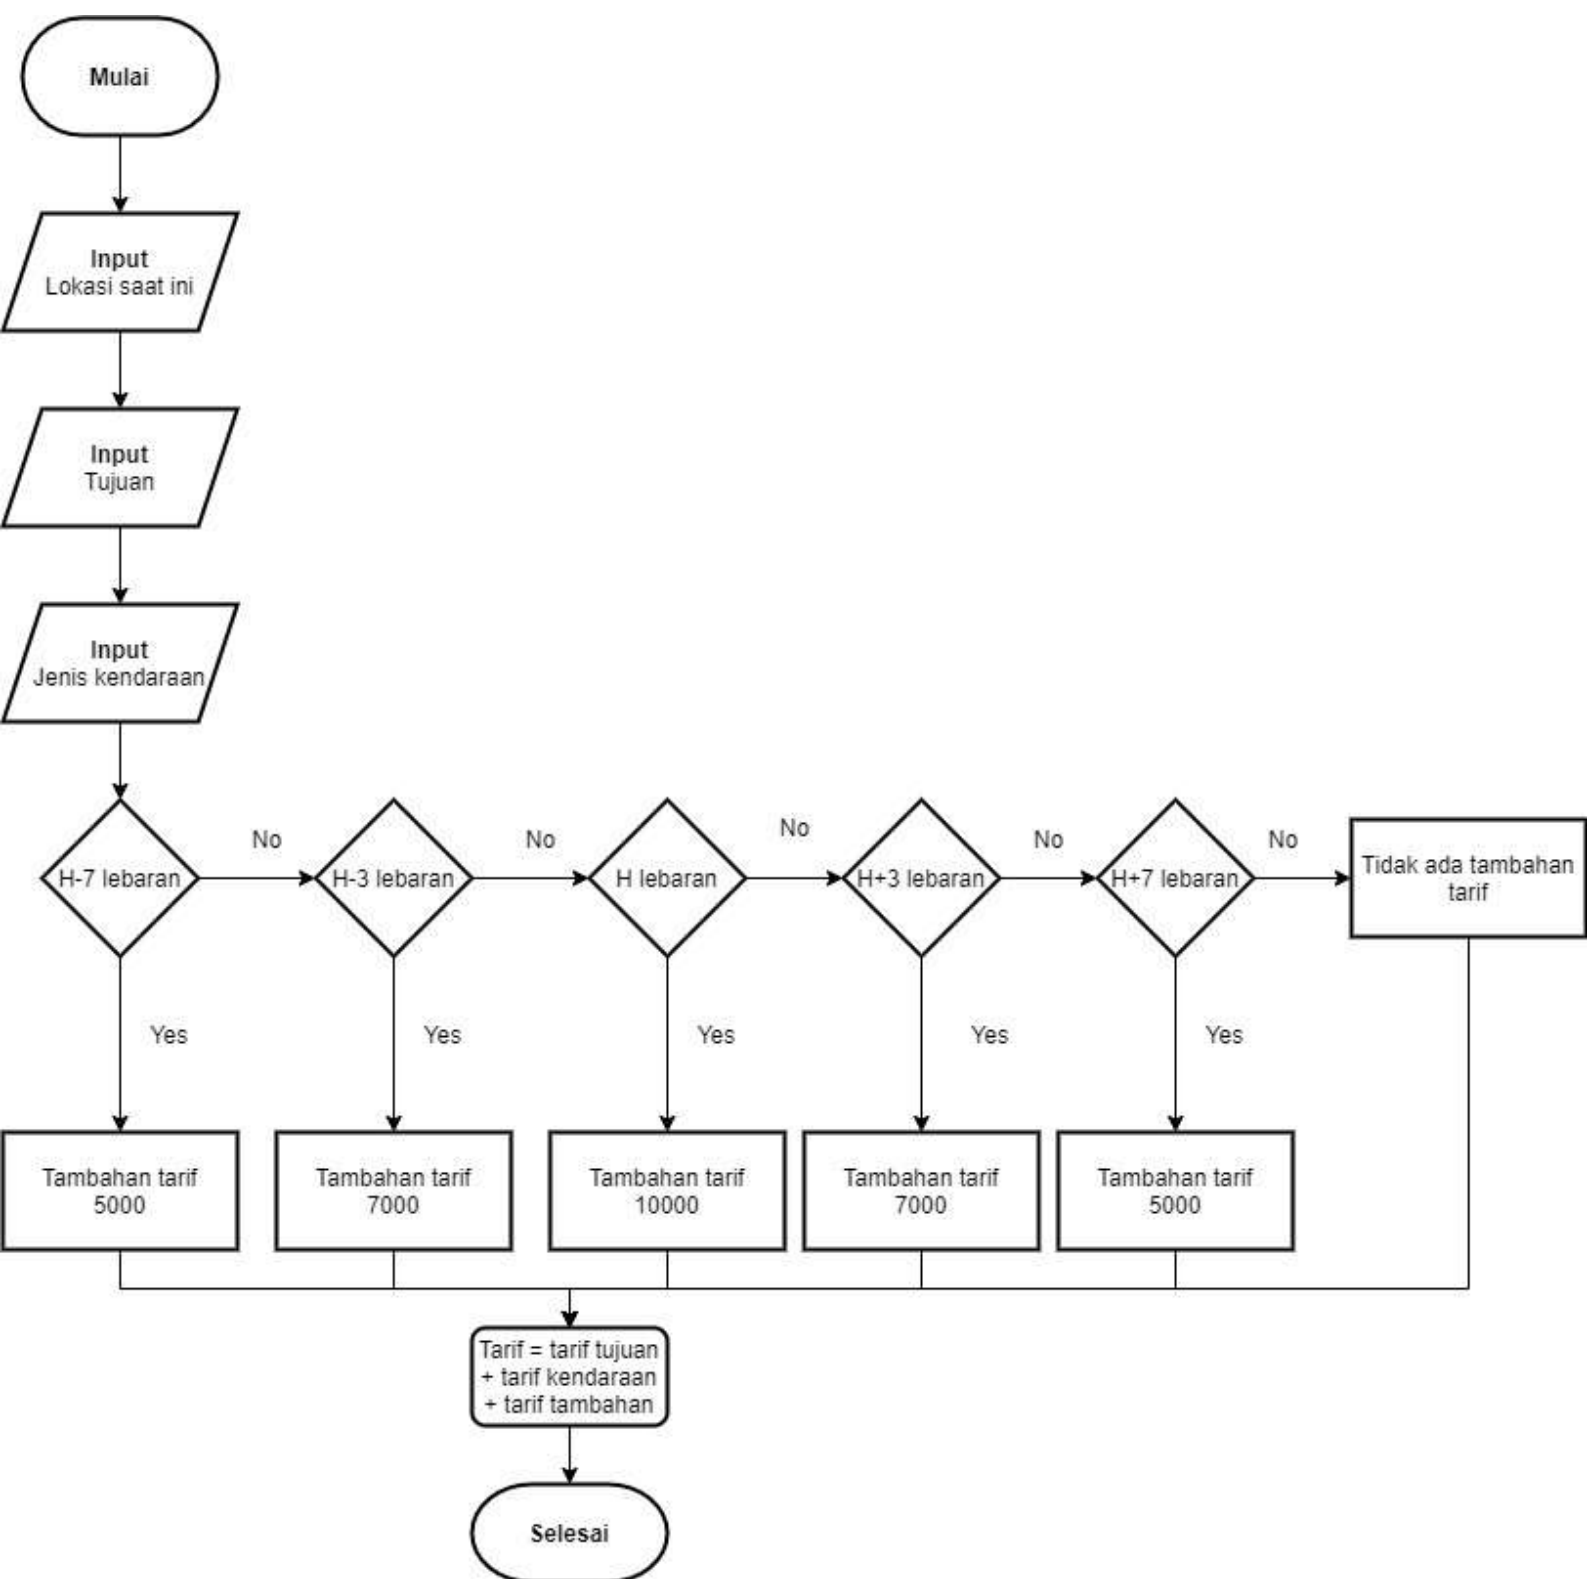 Mulai
Input
Lokasi saat ini
Input
Tujuan
Input
Jenis kendaraan
H-7 lebaran
No
H-3 lebaran
No
H lebaran
No
H+3 lebaran
No
H+7 lebaran
No
Tidak ada tambahan
tarif
Yes
Yes
Yes
Yes
Yes
Tambahan tarif
5000
Tambahan tarif
7000
Tambahan tarif
10000
Tambahan tarif
7000
Tambahan tarif
5000
Tarif = tarif tujuan
+ tarif kendaraan
+ tarif tambahan
Selesai